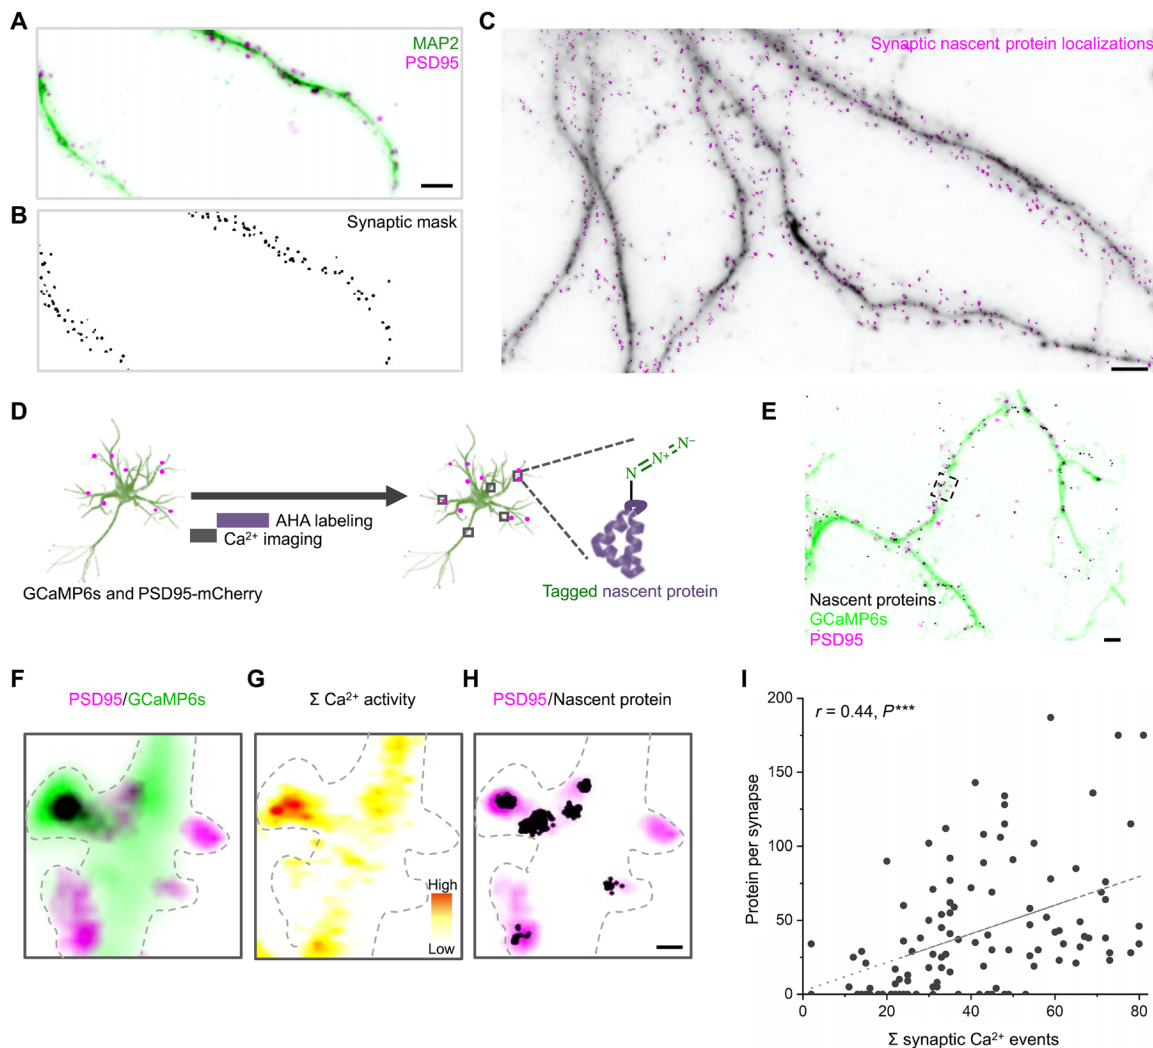 A
MAP2
PSD95
B
Synaptic mask
C
Synaptic nascent protein localizations
D
AHA labeling
Ca²⁺ imaging
GCaMP6s and PSD95-mCherry
N N⁺ N⁻
Tagged nascent protein
E
Nascent proteins
GCaMP6s
PSD95
F
PSD95/GCaMP6s
G
Σ Ca²⁺ activity
High
Low
H
PSD95/Nascent protein
I
r = 0.44, P***
Protein per synapse
200
150
100
50
0
0 20 40 60 80
Σ synaptic Ca²⁺ events